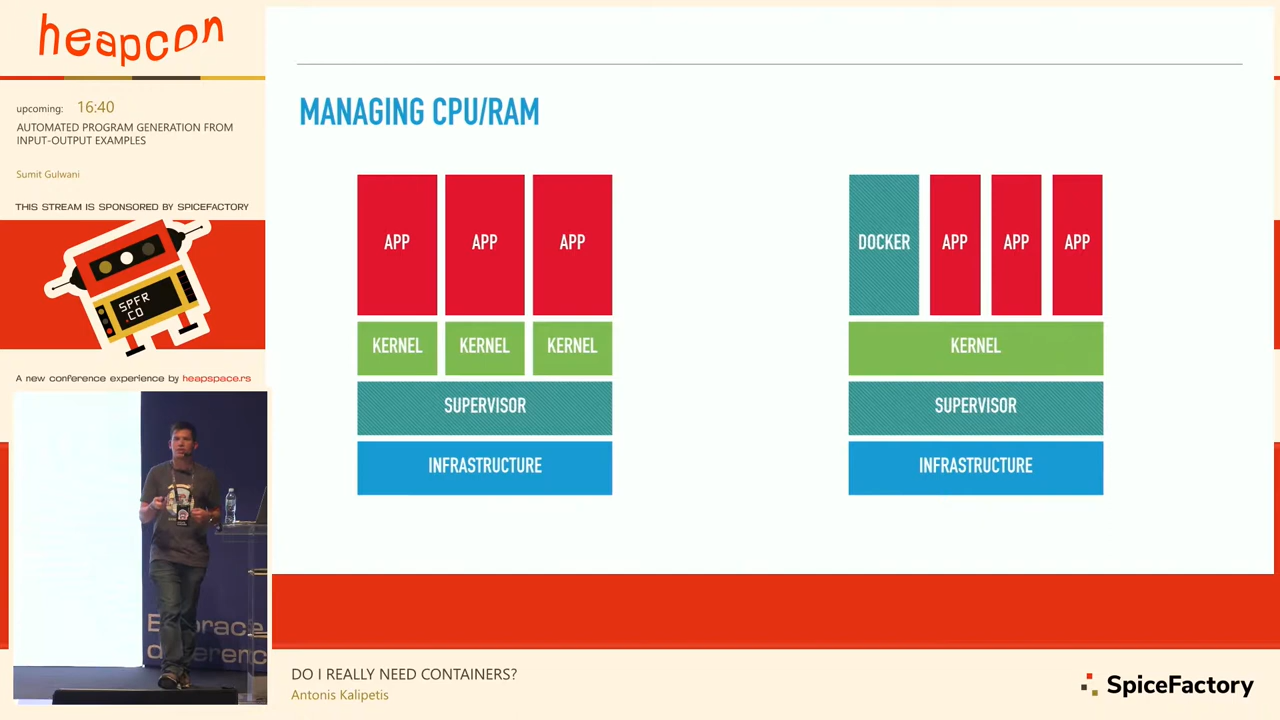 heapcon
upcoming: 16:40
AUTOMATED PROGRAM GENERATION FROM
INPUT-OUTPUT EXAMPLES
Sumit Gulwani
THIS STREAM IS SPONSORED BY SPICEFACTORY
SPFR
.CO
A new conference experience by heapspace.rs
MANAGING CPU/RAM
APP
APP
APP
KERNEL
KERNEL
KERNEL
SUPERVISOR
INFRASTRUCTURE
DOCKER
APP
APP
APP
KERNEL
SUPERVISOR
INFRASTRUCTURE
DO I REALLY NEED CONTAINERS?
Antonis Kalipetis
SpiceFactory